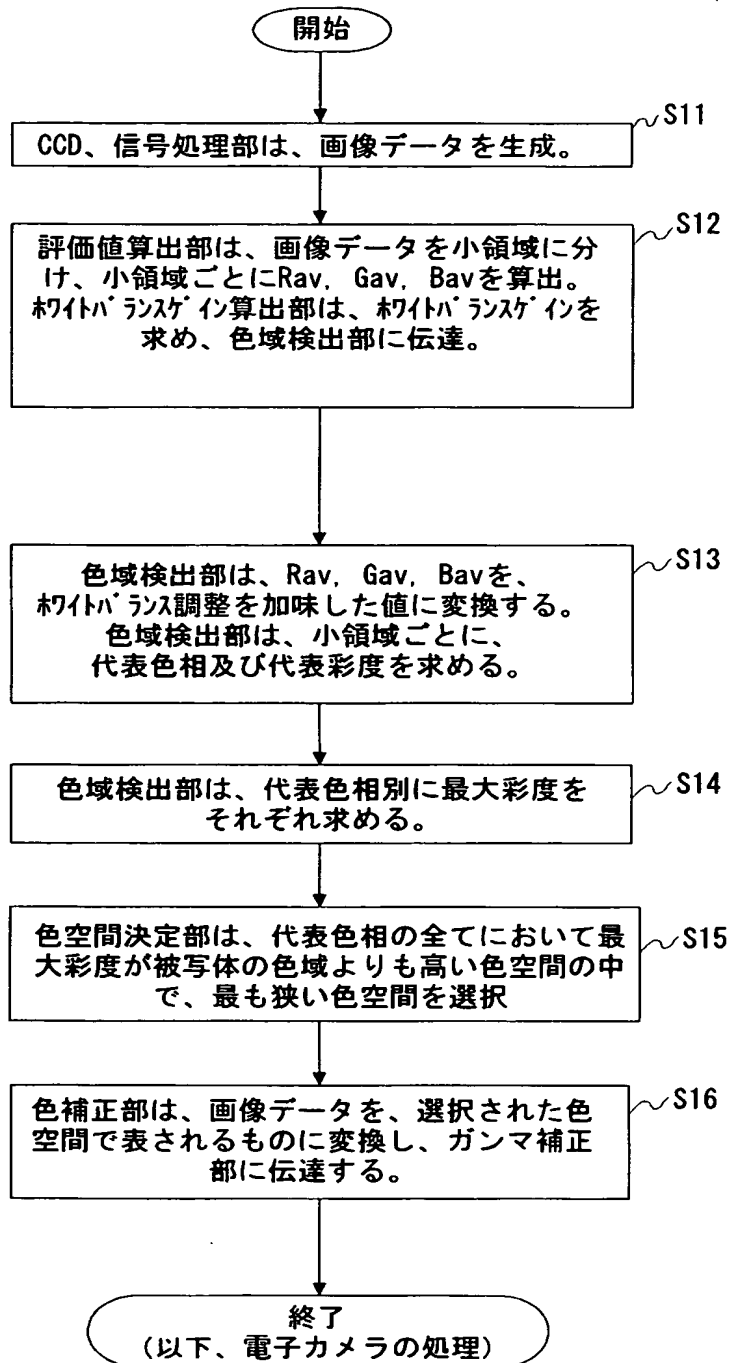 開始
S11
CCD、信号処理部は、画像データを生成。
S12
評価値算出部は、画像データを小領域に分
け、小領域ごとにRav, Gav, Bavを算出。
ﾎﾜｲﾄﾊﾞﾗﾝｽｹﾞｲﾝ算出部は、ﾎﾜｲﾄﾊﾞﾗﾝｽｹﾞｲﾝを
求め、色域検出部に伝達。
S13
色域検出部は、Rav, Gav, Bavを、
ﾎﾜｲﾄﾊﾞﾗﾝｽ調整を加味した値に変換する。
色域検出部は、小領域ごとに、
代表色相及び代表彩度を求める。
S14
色域検出部は、代表色相別に最大彩度を
それぞれ求める。
S15
色空間決定部は、代表色相の全てにおいて最
大彩度が被写体の色域よりも高い色空間の中
で、最も狭い色空間を選択
S16
色補正部は、画像データを、選択された色
空間で表されるものに変換し、ガンマ補正
部に伝達する。
終了
(以下、電子カメラの処理)